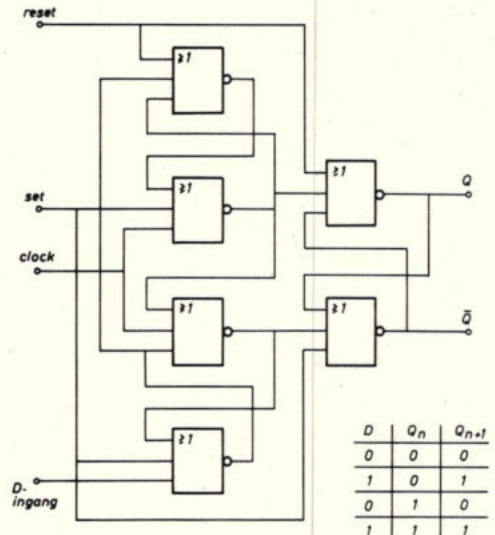 reset
≥1
≥1
≥1
Q
set
clock
≥1
≥1
Q̅
≥1
D-
ingang
D Qn Qn+1
0 0 0
1 0 1
0 1 0
1 1 1